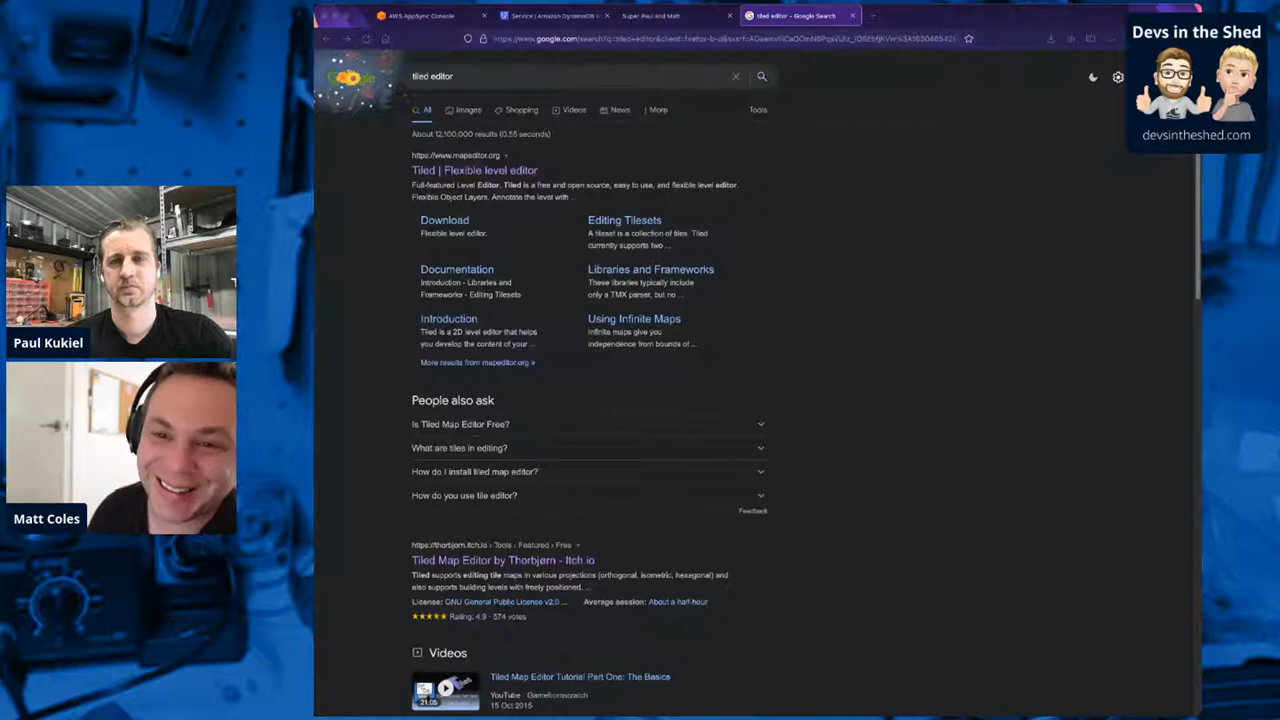 AWS AppSync Console
Service | Amazon DynamoDB
Super Paul and Matt
tiled editor - Google Search
Devs in the Shed
devsintheshed.com
Google
tiled editor
All
Images
Shopping
Videos
News
More
Tools
About 12,100,000 results (0.55 seconds)
https://www.mapeditor.org
Tiled | Flexible level editor
Full-featured Level Editor. Tiled is a free and open source, easy to use, and flexible level editor.
Flexible Object Layers. Annotate the level with ...
Download
Flexible level editor.
Editing Tilesets
A tileset is a collection of tiles. Tiled
currently supports two ...
Documentation
Introduction - Libraries and
Frameworks - Editing Tilesets
Libraries and Frameworks
These libraries typically include
only a TMX parser, but no ...
Introduction
Tiled is a 2D level editor that helps
you develop the content of your ...
Using Infinite Maps
Infinite maps give you
independence from bounds of ...
More results from mapeditor.org »
People also ask
Is Tiled Map Editor Free?
What are tiles in editing?
How do I install tiled map editor?
How do you use tile editor?
Feedback
https://thorbjorn.itch.io › Tools › Featured › Free
Tiled Map Editor by Thorbjørn - Itch.io
Tiled supports editing tile maps in various projections (orthogonal, isometric, hexagonal) and
also supports building levels with freely positioned, ...
License: GNU General Public License v2.0 ...
Average session: About a half-hour
Rating: 4.9 · 574 votes
Videos
Tiled Map Editor Tutorial Part One: The Basics
YouTube · Gamefromscratch
15 Oct 2015
21:05
Paul Kukiel
Matt Coles